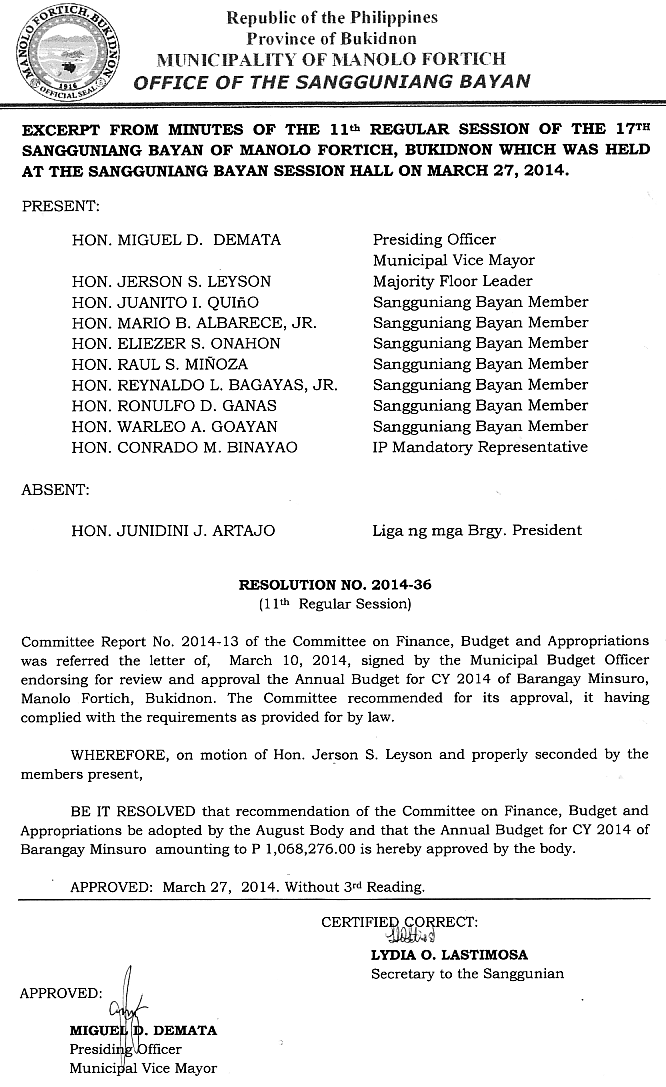 MANOLO FORTICH, BUKIDNON
1916
OFFICIAL SEAL
Republic of the Philippines
Province of Bukidnon
MUNICIPALITY OF MANOLO FORTICH
OFFICE OF THE SANGGUNIANG BAYAN
EXCERPT FROM MINUTES OF THE 11th REGULAR SESSION OF THE 17TH
SANGGUNIANG BAYAN OF MANOLO FORTICH, BUKIDNON WHICH WAS HELD
AT THE SANGGUNIANG BAYAN SESSION HALL ON MARCH 27, 2014.
PRESENT:
HON. MIGUEL D. DEMATA Presiding Officer
Municipal Vice Mayor
HON. JERSON S. LEYSON Majority Floor Leader
HON. JUANITO I. QUIñO Sangguniang Bayan Member
HON. MARIO B. ALBARECE, JR. Sangguniang Bayan Member
HON. ELIEZER S. ONAHON Sangguniang Bayan Member
HON. RAUL S. MIÑOZA Sangguniang Bayan Member
HON. REYNALDO L. BAGAYAS, JR. Sangguniang Bayan Member
HON. RONULFO D. GANAS Sangguniang Bayan Member
HON. WARLEO A. GOAYAN Sangguniang Bayan Member
HON. CONRADO M. BINAYAO IP Mandatory Representative
ABSENT:
HON. JUNIDINI J. ARTAJO Liga ng mga Brgy. President
RESOLUTION NO. 2014-36
(11th Regular Session)
Committee Report No. 2014-13 of the Committee on Finance, Budget and Appropriations
was referred the letter of, March 10, 2014, signed by the Municipal Budget Officer
endorsing for review and approval the Annual Budget for CY 2014 of Barangay Minsuro,
Manolo Fortich, Bukidnon. The Committee recommended for its approval, it having
complied with the requirements as provided for by law.
WHEREFORE, on motion of Hon. Jerson S. Leyson and properly seconded by the
members present,
BE IT RESOLVED that recommendation of the Committee on Finance, Budget and
Appropriations be adopted by the August Body and that the Annual Budget for CY 2014 of
Barangay Minsuro amounting to P 1,068,276.00 is hereby approved by the body.
APPROVED: March 27, 2014. Without 3rd Reading.
CERTIFIED CORRECT:
LYDIA O. LASTIMOSA
Secretary to the Sanggunian
APPROVED:
MIGUEL D. DEMATA
Presiding Officer
Municipal Vice Mayor